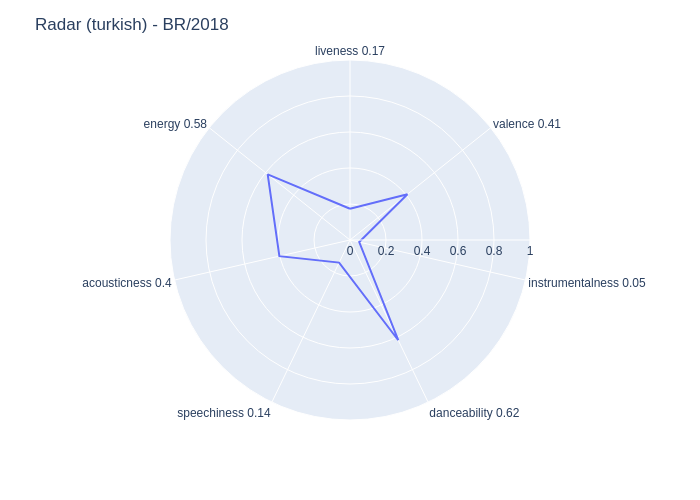 Radar (turkish) - BR/2018
liveness 0.17
energy 0.58
valence 0.41
0 0.2 0.4 0.6 0.8 1
acousticness 0.4
instrumentalness 0.05
speechiness 0.14
danceability 0.62